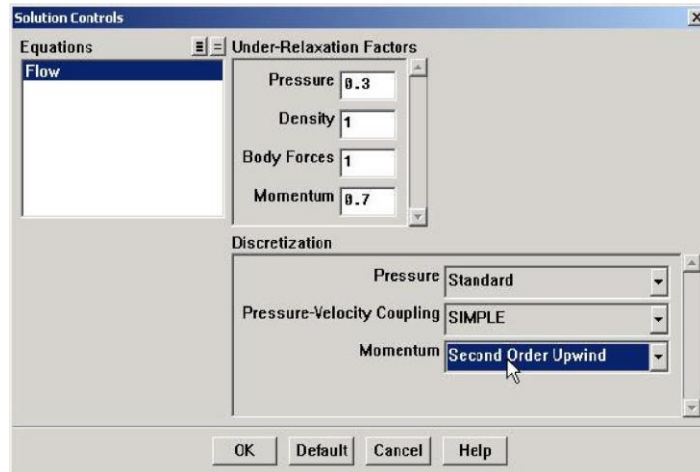 Solution Controls
Equations
Under-Relaxation Factors
Flow
Pressure 0.3
Density 1
Body Forces 1
Momentum 0.7
Discretization
Pressure Standard
Pressure-Velocity Coupling SIMPLE
Momentum Second Order Upwind
OK Default Cancel Help